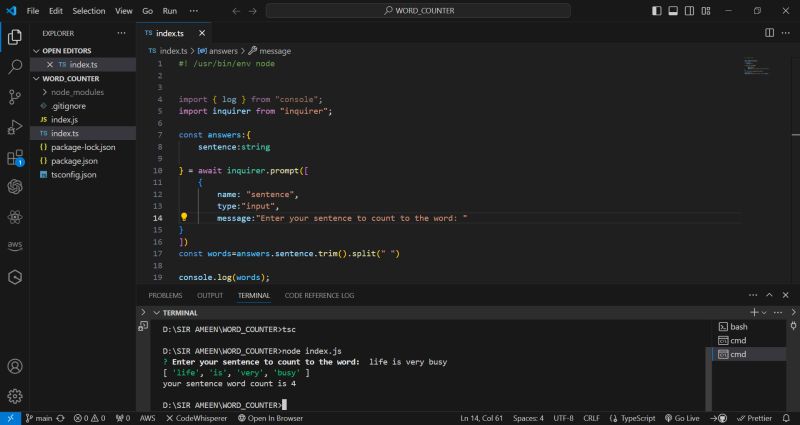 File Edit Selection View Go Run ...
WORD_COUNTER
EXPLORER
OPEN EDITORS
index.ts
WORD_COUNTER
node_modules
.gitignore
JS index.js
TS index.ts
package-lock.json
package.json
tsconfig.json
1
aws
TS index.ts
TS index.ts > answers > message
1 #! /usr/bin/env node
2
3
4 import { log } from "console";
5 import inquirer from "inquirer";
6
7 const answers:{
8 sentence:string
9
10 } = await inquirer.prompt([
11 {
12 name: "sentence",
13 type:"input",
14 message:"Enter your sentence to count to the word: "
15 }
16 ])
17 const words=answers.sentence.trim().split(" ")
18
19 console.log(words);
PROBLEMS OUTPUT TERMINAL CODE REFERENCE LOG
TERMINAL
D:\SIR AMEEN\WORD_COUNTER>tsc
D:\SIR AMEEN\WORD_COUNTER>node index.js
? Enter your sentence to count to the word: life is very busy
[ 'life', 'is', 'very', 'busy' ]
your sentence word count is 4
D:\SIR AMEEN\WORD_COUNTER>
bash
cmd
cmd
main 0 0 0 AWS CodeWhisperer Open In Browser Ln 14, Col 61 Spaces: 4 UTF-8 CRLF {} TypeScript Go Live Prettier